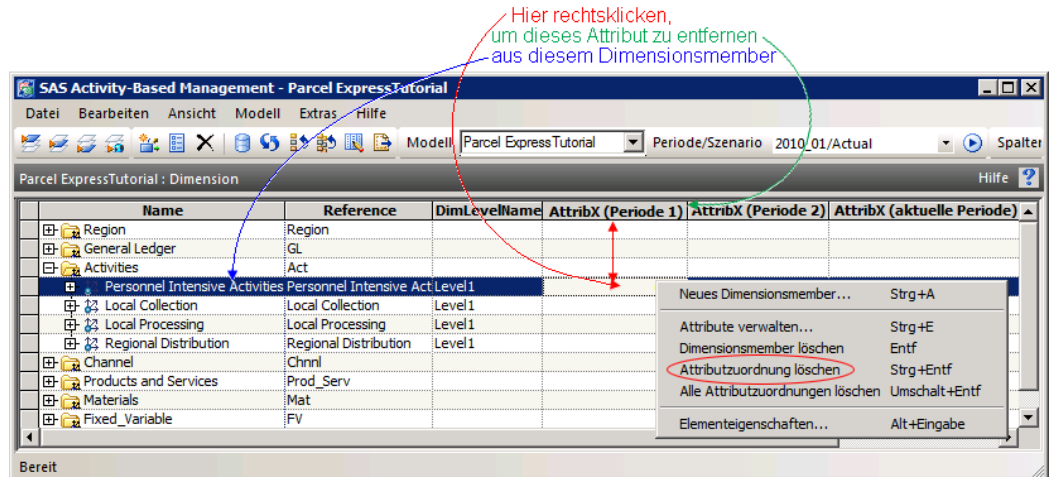 Hier rechtsklicken,
um dieses Attribut zu entfernen
aus diesem Dimensionsmember
SAS Activity-Based Management - Parcel ExpressTutorial
Datei Bearbeiten Ansicht Modell Extras Hilfe
Modell Parcel Express Tutorial Periode/Szenario 2010_01/Actual Spalter
Parcel ExpressTutorial : Dimension Hilfe ?
Name Reference DimLevelName AttribX (Periode 1) AttribX (Periode 2) AttribX (aktuelle Periode)
Region Region
General Ledger GL
Activities Act
Personnel Intensive Activities Personnel Intensive Act Level1
Local Collection Local Collection Level1
Local Processing Local Processing Level1
Regional Distribution Regional Distribution Level1
Channel Chnnl
Products and Services Prod_Serv
Materials Mat
Fixed_Variable FV
Neues Dimensionsmember... Strg+A
Attribute verwalten... Strg+E
Dimensionsmember löschen Entf
Attributzuordnung löschen Strg+Entf
Alle Attributzuordnungen löschen Umschalt+Entf
Elementeigenschaften... Alt+Eingabe
Bereit